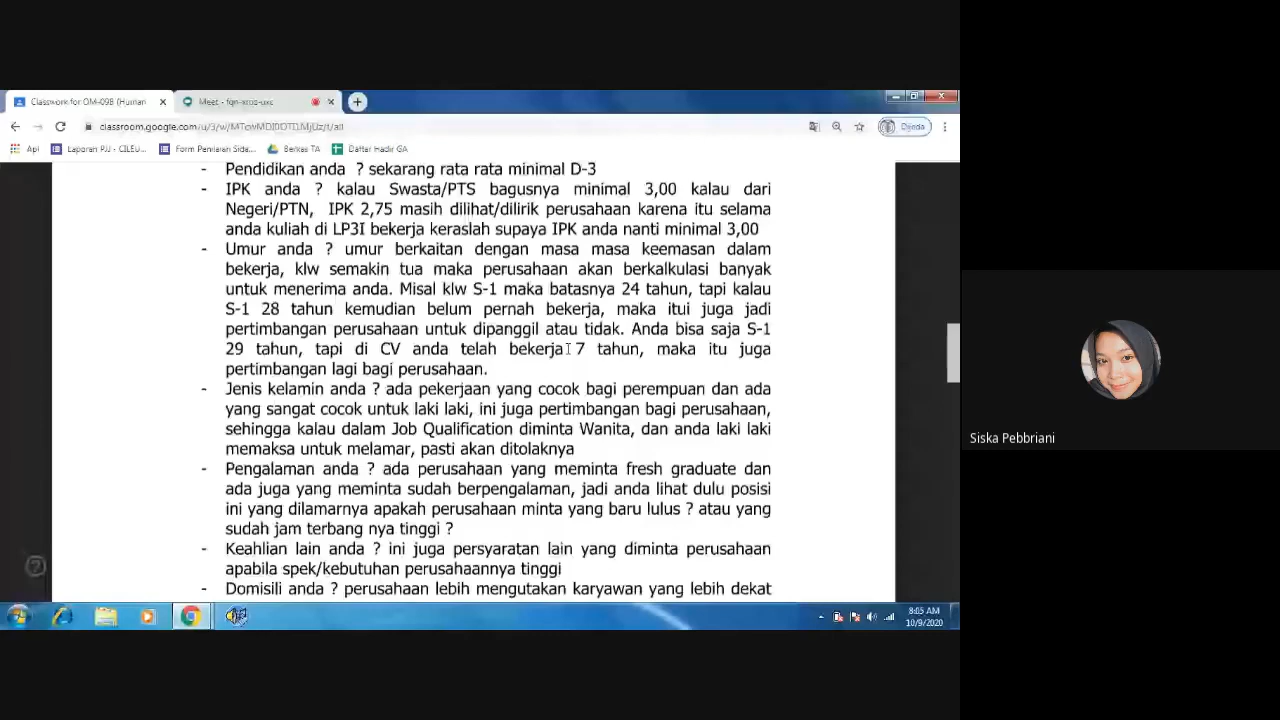 Classwork for OM-09B (Human
Meet -
classroom.google.com
Api
Laporan PJJ - CILEU...
Form Penilaian Sida...
Berkas TA
Daftar Hadir GA
Dijeda
- Pendidikan anda ? sekarang rata rata minimal D-3
- IPK anda ? kalau Swasta/PTS bagusnya minimal 3,00 kalau dari
Negeri/PTN, IPK 2,75 masih dilihat/dilirik perusahaan karena itu selama
anda kuliah di LP3I bekerja keraslah supaya IPK anda nanti minimal 3,00
- Umur anda ? umur berkaitan dengan masa masa keemasan dalam
bekerja, klw semakin tua maka perusahaan akan berkalkulasi banyak
untuk menerima anda. Misal klw S-1 maka batasnya 24 tahun, tapi kalau
S-1 28 tahun kemudian belum pernah bekerja, maka itui juga jadi
pertimbangan perusahaan untuk dipanggil atau tidak. Anda bisa saja S-1
29 tahun, tapi di CV anda telah bekerja 7 tahun, maka itu juga
pertimbangan lagi bagi perusahaan.
- Jenis kelamin anda ? ada pekerjaan yang cocok bagi perempuan dan ada
yang sangat cocok untuk laki laki, ini juga pertimbangan bagi perusahaan,
sehingga kalau dalam Job Qualification diminta Wanita, dan anda laki laki
memaksa untuk melamar, pasti akan ditolaknya
- Pengalaman anda ? ada perusahaan yang meminta fresh graduate dan
ada juga yang meminta sudah berpengalaman, jadi anda lihat dulu posisi
ini yang dilamarnya apakah perusahaan minta yang baru lulus ? atau yang
sudah jam terbang nya tinggi ?
- Keahlian lain anda ? ini juga persyaratan lain yang diminta perusahaan
apabila spek/kebutuhan perusahaannya tinggi
- Domisili anda ? perusahaan lebih mengutakan karyawan yang lebih dekat
8:05 AM
10/9/2020
Siska Pebbriani